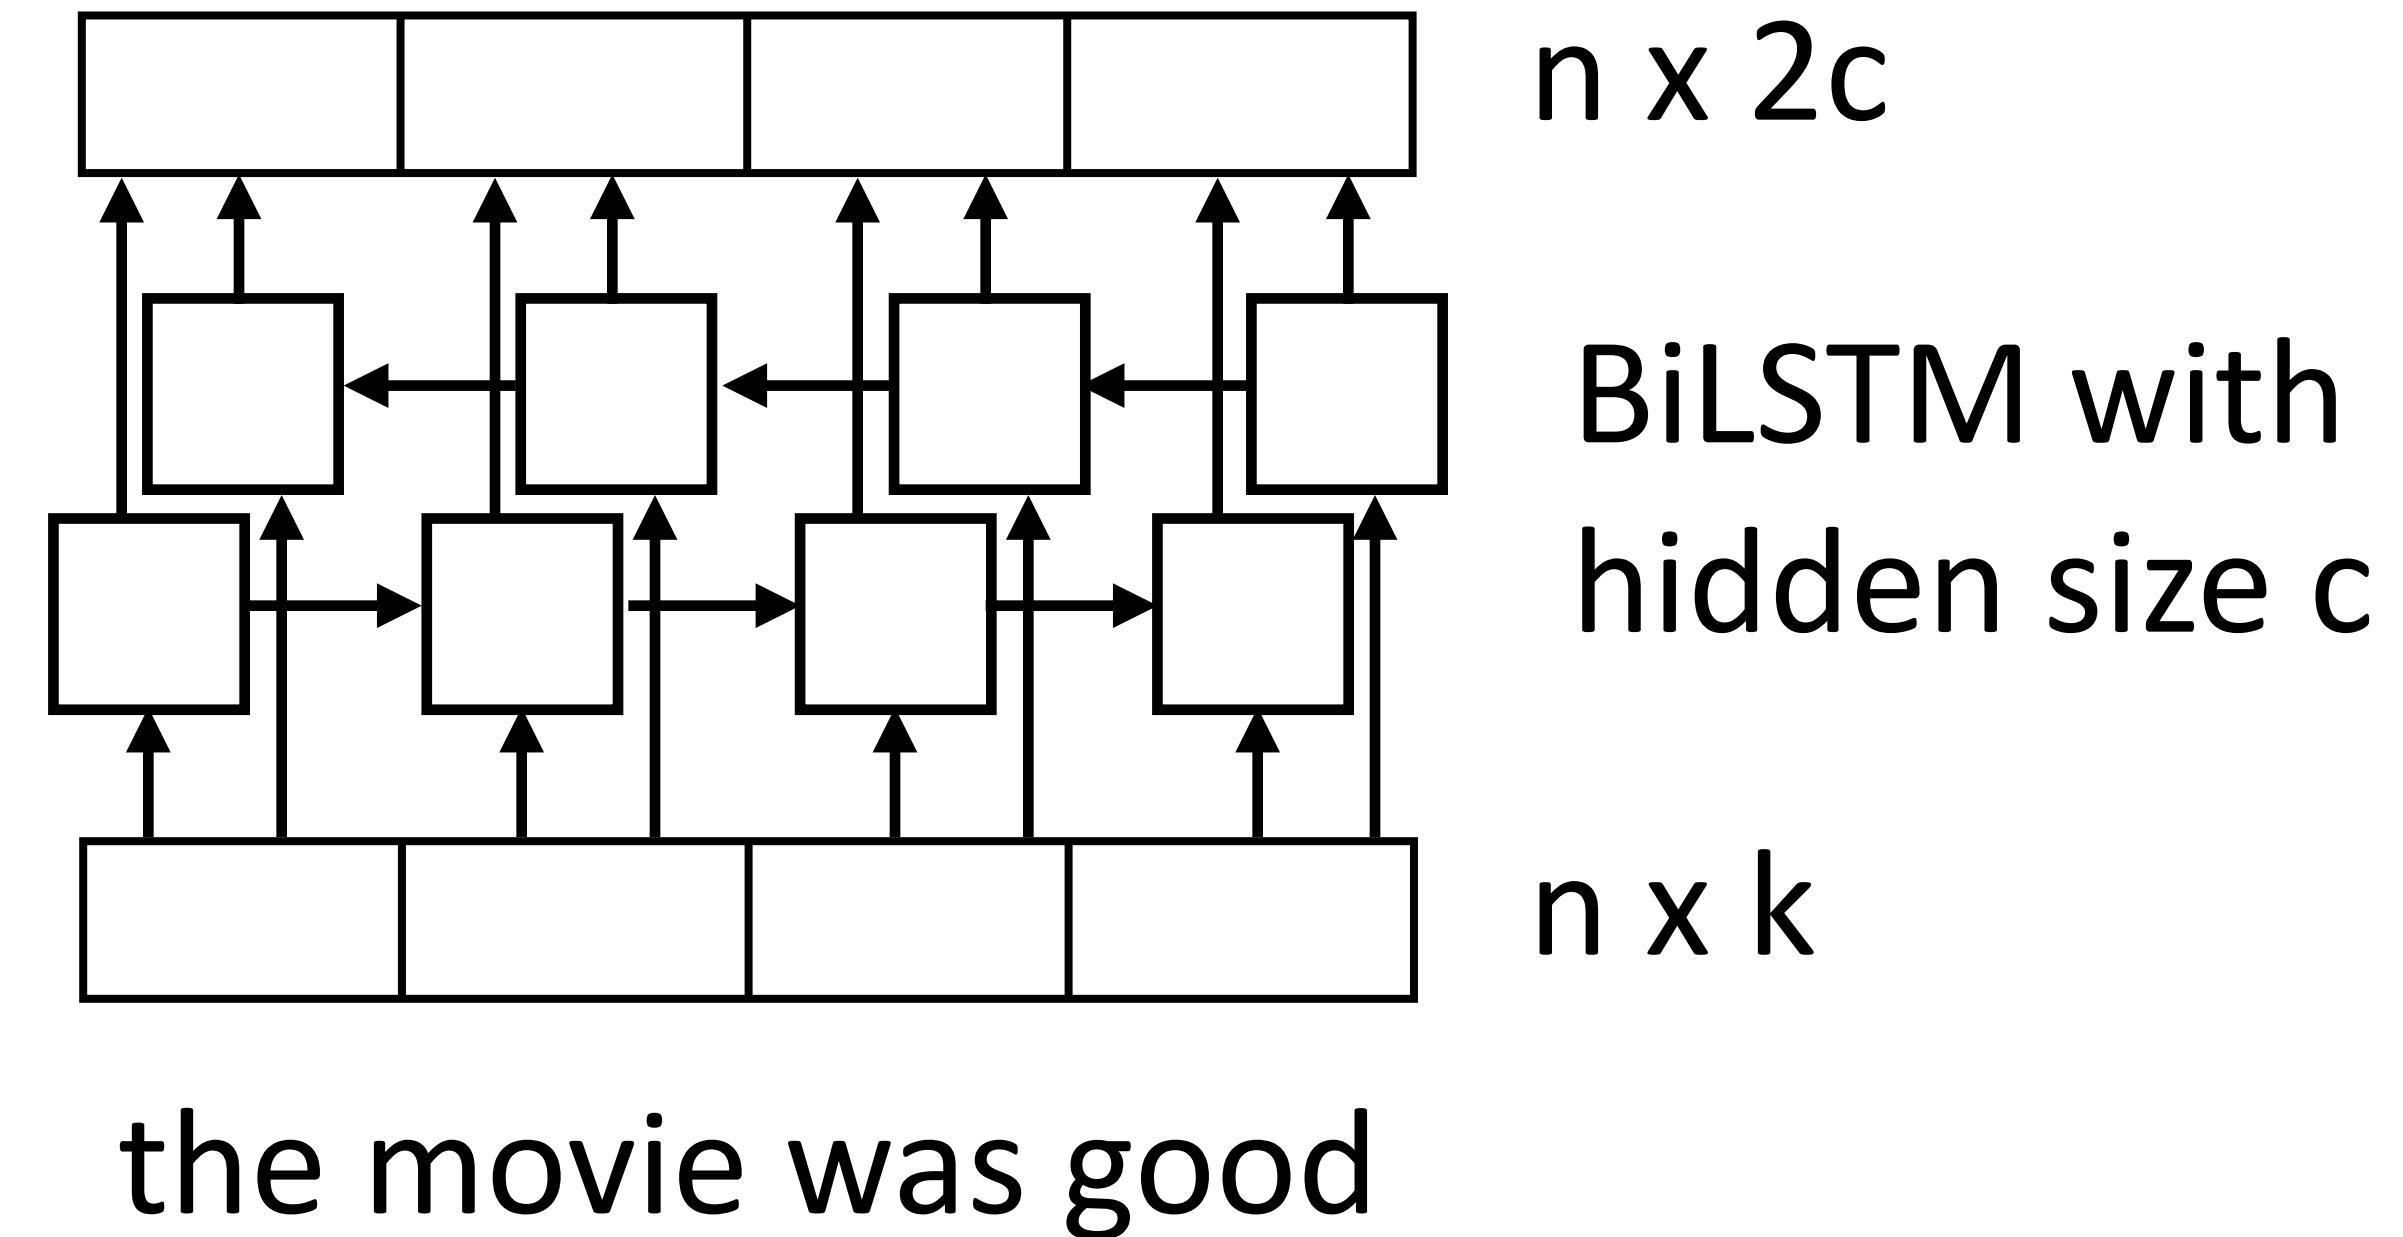 n x 2c
BiLSTM with
hidden size c
n x k
the movie was good